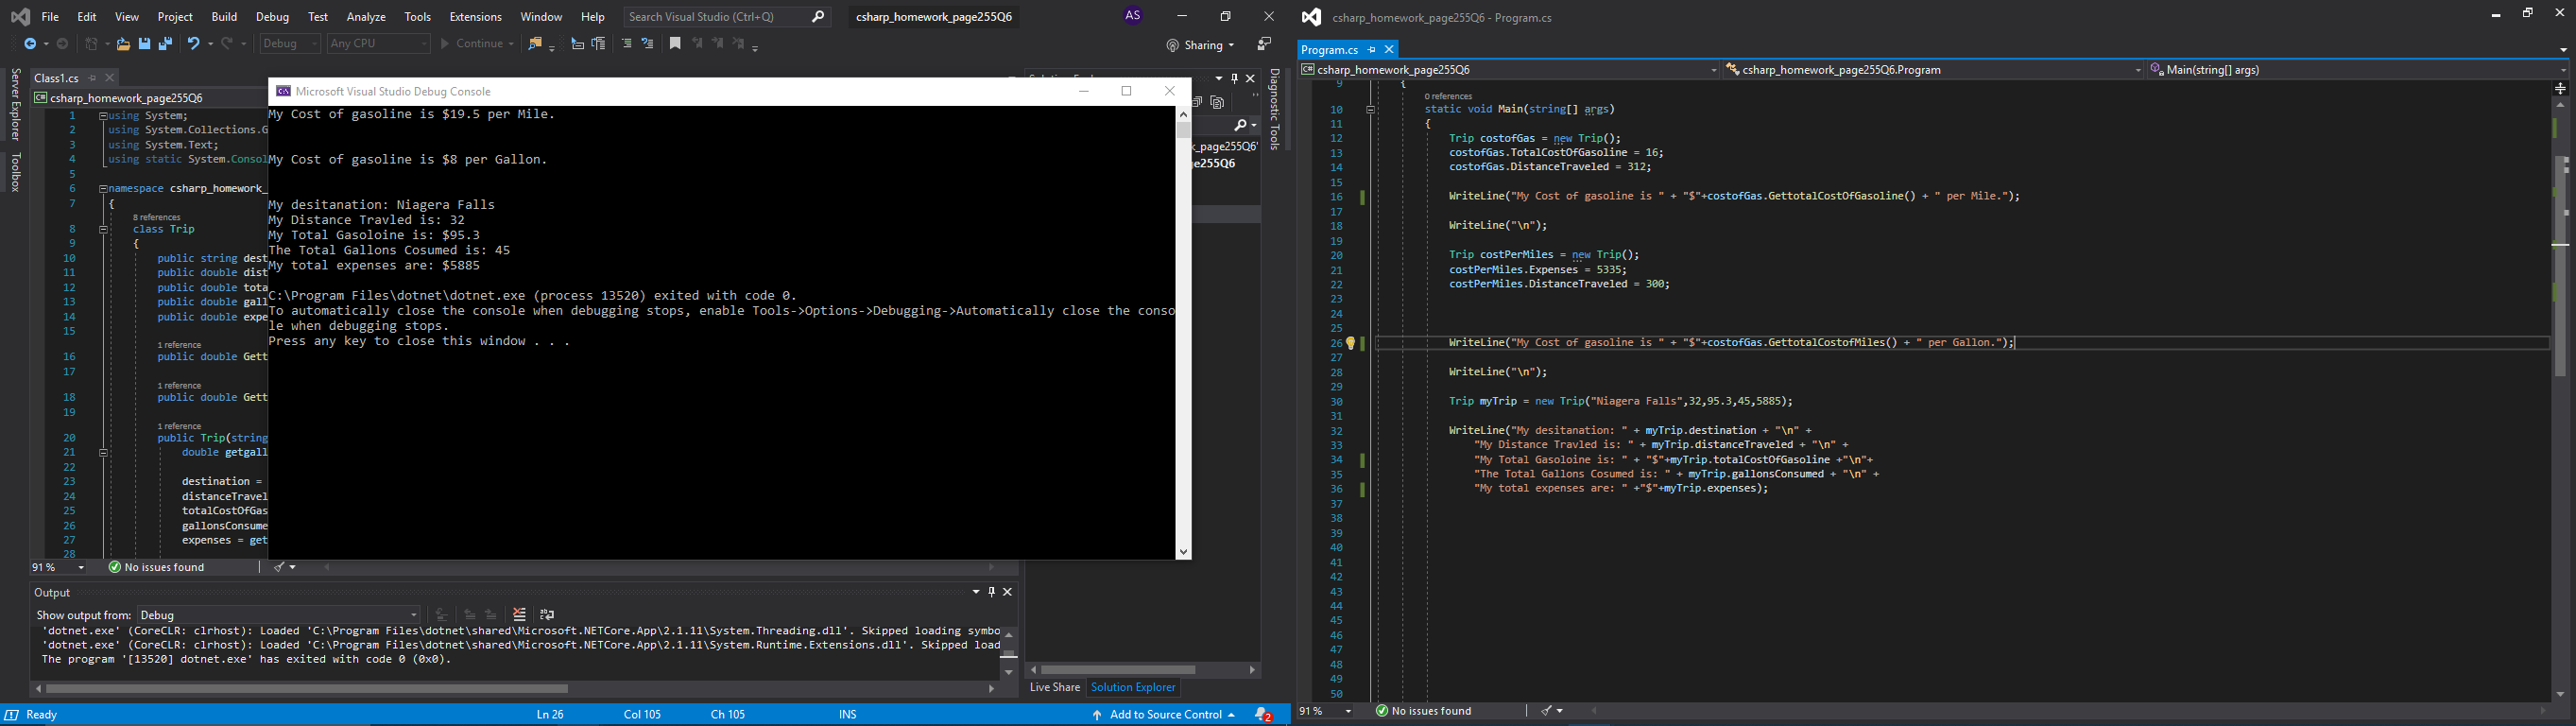 File Edit View Project Build Debug Test Analyze Tools Extensions Window Help Search Visual Studio (Ctrl+Q) csharp_homework_page255Q6 AS
Debug Any CPU Continue Sharing
Server Explorer
Toolbox
Class1.cs
csharp_homework_page255Q6
1 using System;
2 using System.Collections.G
3 using System.Text;
4 using static System.Consol
5
6 namespace csharp_homework_
7 {
8 references
8 class Trip
9 {
10 public string dest
11 public double dist
12 public double tota
13 public double gall
14 public double expe
15
1 reference
16 public double Gett
17
1 reference
18 public double Gett
19
1 reference
20 public Trip(string
21 double getgall
22
23 destination =
24 distanceTravel
25 totalCostOfGas
26 gallonsConsume
27 expenses = get
28
91 % No issues found
Microsoft Visual Studio Debug Console
My Cost of gasoline is $19.5 per Mile.
My Cost of gasoline is $8 per Gallon.
My desitanation: Niagera Falls
My Distance Travled is: 32
My Total Gasoloine is: $95.3
The Total Gallons Cosumed is: 45
My total expenses are: $5885
C:\Program Files\dotnet\dotnet.exe (process 13520) exited with code 0.
To automatically close the console when debugging stops, enable Tools->Options->Debugging->Automatically close the conso
le when debugging stops.
Press any key to close this window . . .
k_page255Q6'
ge255Q6
Diagnostic Tools
Output
Show output from: Debug
'dotnet.exe' (CoreCLR: clrhost): Loaded 'C:\Program Files\dotnet\shared\Microsoft.NETCore.App\2.1.11\System.Threading.dll'. Skipped loading symbo
'dotnet.exe' (CoreCLR: clrhost): Loaded 'C:\Program Files\dotnet\shared\Microsoft.NETCore.App\2.1.11\System.Runtime.Extensions.dll'. Skipped load
The program '[13520] dotnet.exe' has exited with code 0 (0x0).
Live Share Solution Explorer
Ready Ln 26 Col 105 Ch 105 INS Add to Source Control 2
csharp_homework_page255Q6 - Program.cs
Program.cs
csharp_homework_page255Q6 csharp_homework_page255Q6.Program Main(string[] args)
9 {
0 references
10 static void Main(string[] args)
11 {
12 Trip costofGas = new Trip();
13 costofGas.TotalCostOfGasoline = 16;
14 costofGas.DistanceTraveled = 312;
15
16 WriteLine("My Cost of gasoline is " + "$"+costofGas.GettotalCostOfGasoline() + " per Mile.");
17
18 WriteLine("\n");
19
20 Trip costPerMiles = new Trip();
21 costPerMiles.Expenses = 5335;
22 costPerMiles.DistanceTraveled = 300;
23
24
25
26 WriteLine("My Cost of gasoline is " + "$"+costofGas.GettotalCostofMiles() + " per Gallon.");
27
28 WriteLine("\n");
29
30 Trip myTrip = new Trip("Niagera Falls",32,95.3,45,5885);
31
32 WriteLine("My desitanation: " + myTrip.destination + "\n" +
33 "My Distance Travled is: " + myTrip.distanceTraveled + "\n" +
34 "My Total Gasoloine is: " + "$"+myTrip.totalCostOfGasoline +"\n"+
35 "The Total Gallons Cosumed is: " + myTrip.gallonsConsumed + "\n" +
36 "My total expenses are: " +"$"+myTrip.expenses);
37
38
39
40
41
42
43
44
45
46
47
48
49
50
91 % No issues found